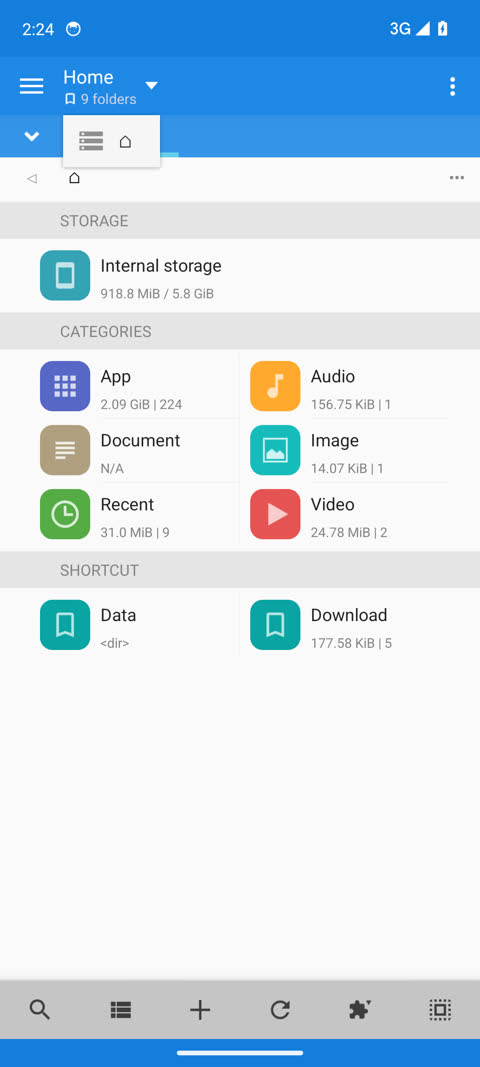 2:24
3G
Home
9 folders
STORAGE
Internal storage
918.8 MiB / 5.8 GiB
CATEGORIES
App
2.09 GiB | 224
Audio
156.75 KiB | 1
Document
N/A
Image
14.07 KiB | 1
Recent
31.0 MiB | 9
Video
24.78 MiB | 2
SHORTCUT
Data
<dir>
Download
177.58 KiB | 5